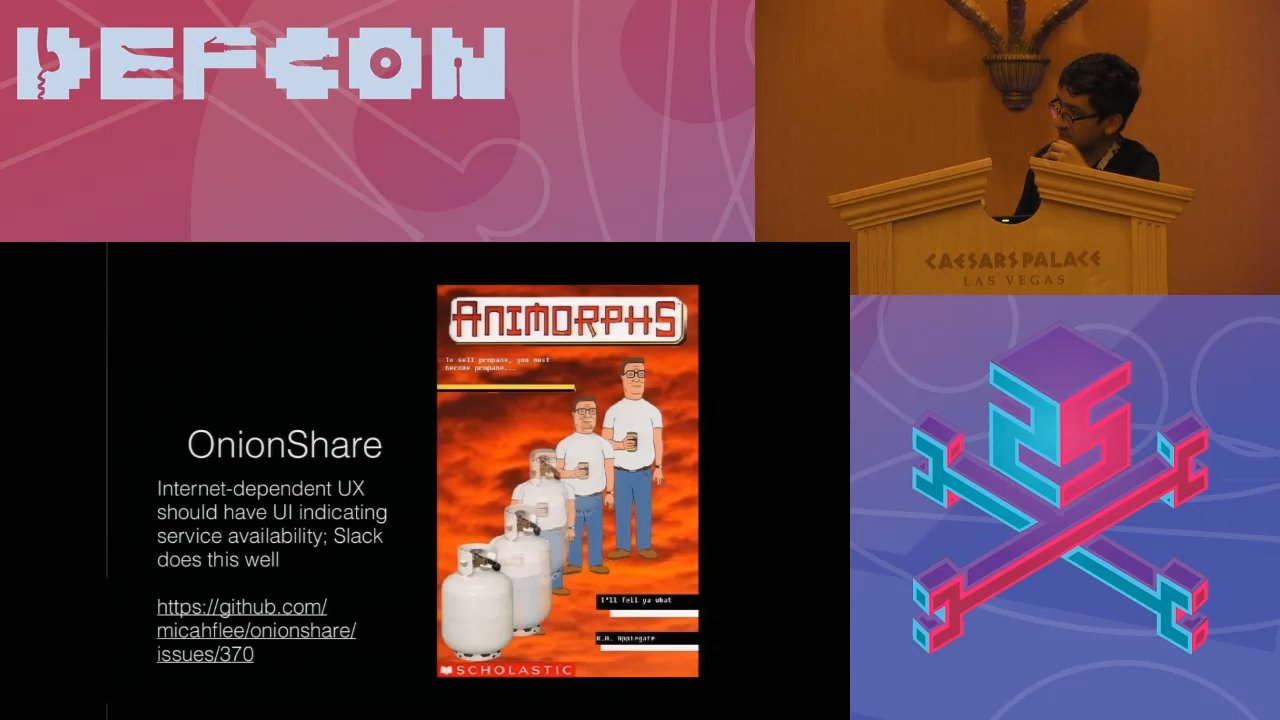 DEFCON
CAESARS PALACE
LAS VEGAS
ANIMORPHS
To sell propane, you must
become propane...
OnionShare
Internet-dependent UX
should have UI indicating
service availability; Slack
does this well
https://github.com/
micahflee/onionshare/
issues/370
I'll Tell ya what
K.A. Applegate
SCHOLASTIC
25